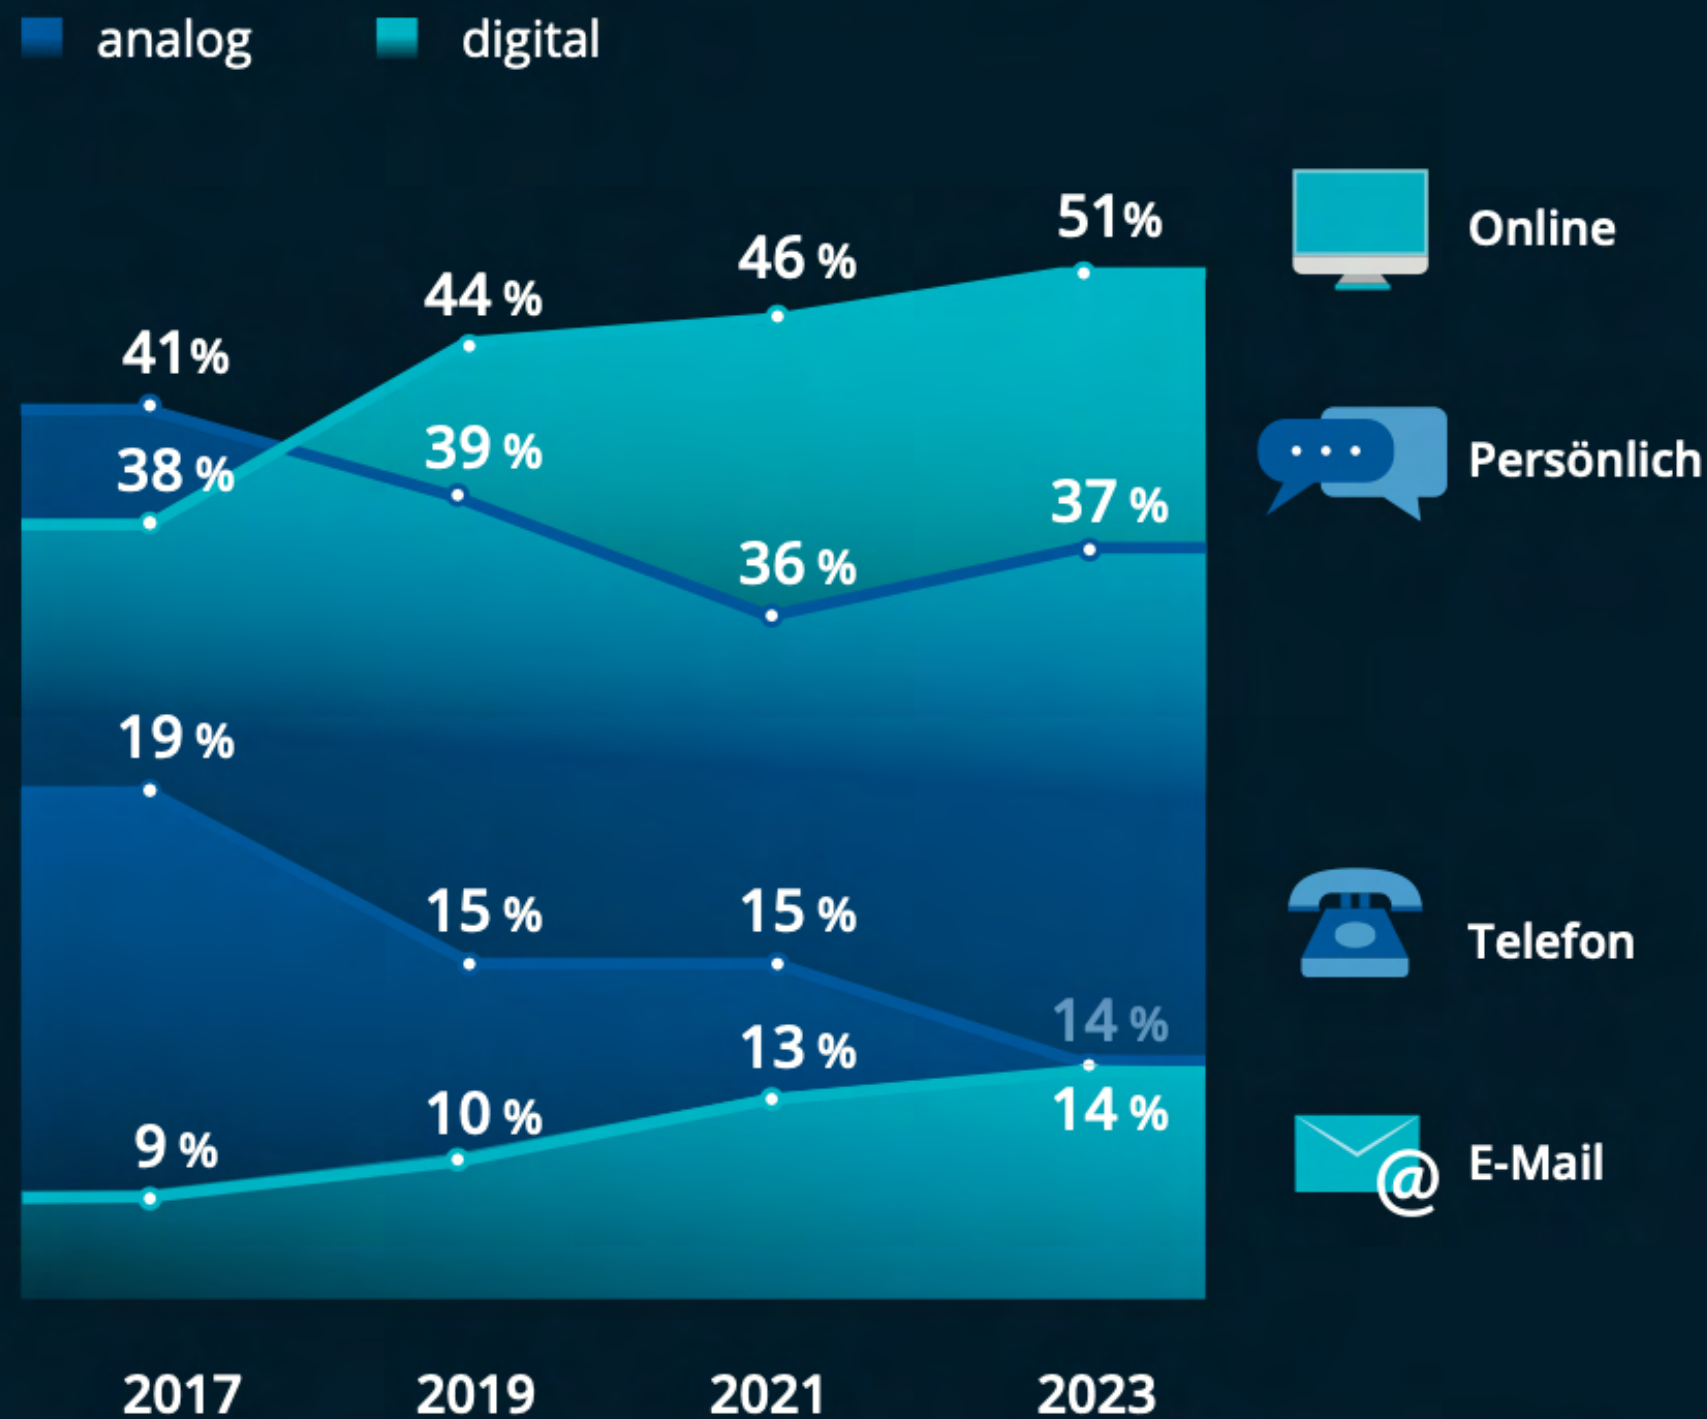 analog digital
51%
Online
46 %
44 %
41%
39 %
38 %
Persönlich
37 %
36 %
19 %
15 % 15 %
Telefon
14 %
13 %
10 % 14 %
9 %
@ E-Mail
2017 2019 2021 2023